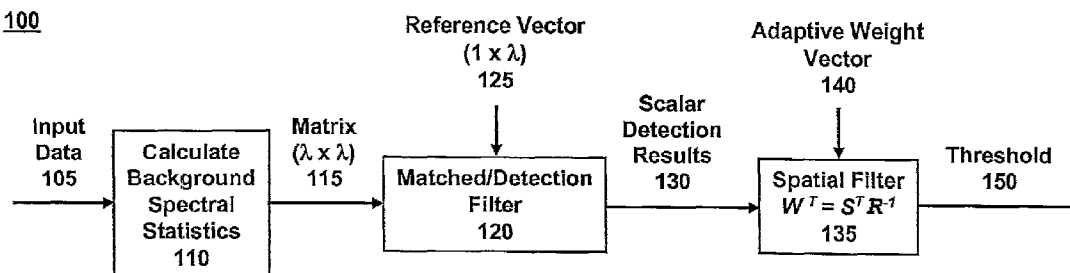 100
Reference Vector
(1 x λ)
125
Adaptive Weight
Vector
140
Input
Data
105
Calculate
Background
Spectral
Statistics
110
Matrix
(λ x λ)
115
Matched/Detection
Filter
120
Scalar
Detection
Results
130
Spatial Filter
W^T = S^T R^-1
135
Threshold
150